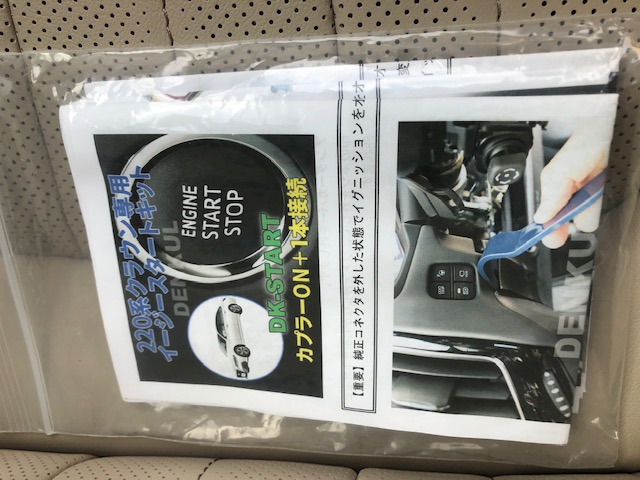 220系クラウン専用
イージースタートキット
DENKUL
ENGINE
START
STOP
DK-START
カプラーON+1本接続
【重要】純正コネクタを外した状態でイグニッションをオ
DENKUL